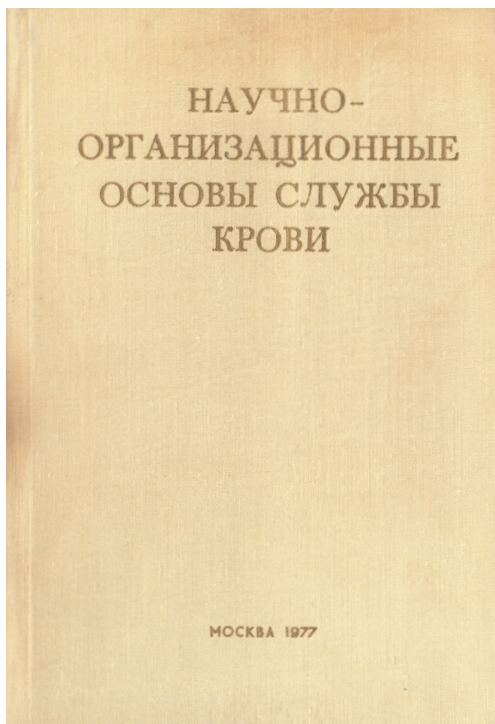 НАУЧНО-
ОРГАНИЗАЦИОННЫЕ
ОСНОВЫ СЛУЖБЫ
КРОВИ
МОСКВА 1977